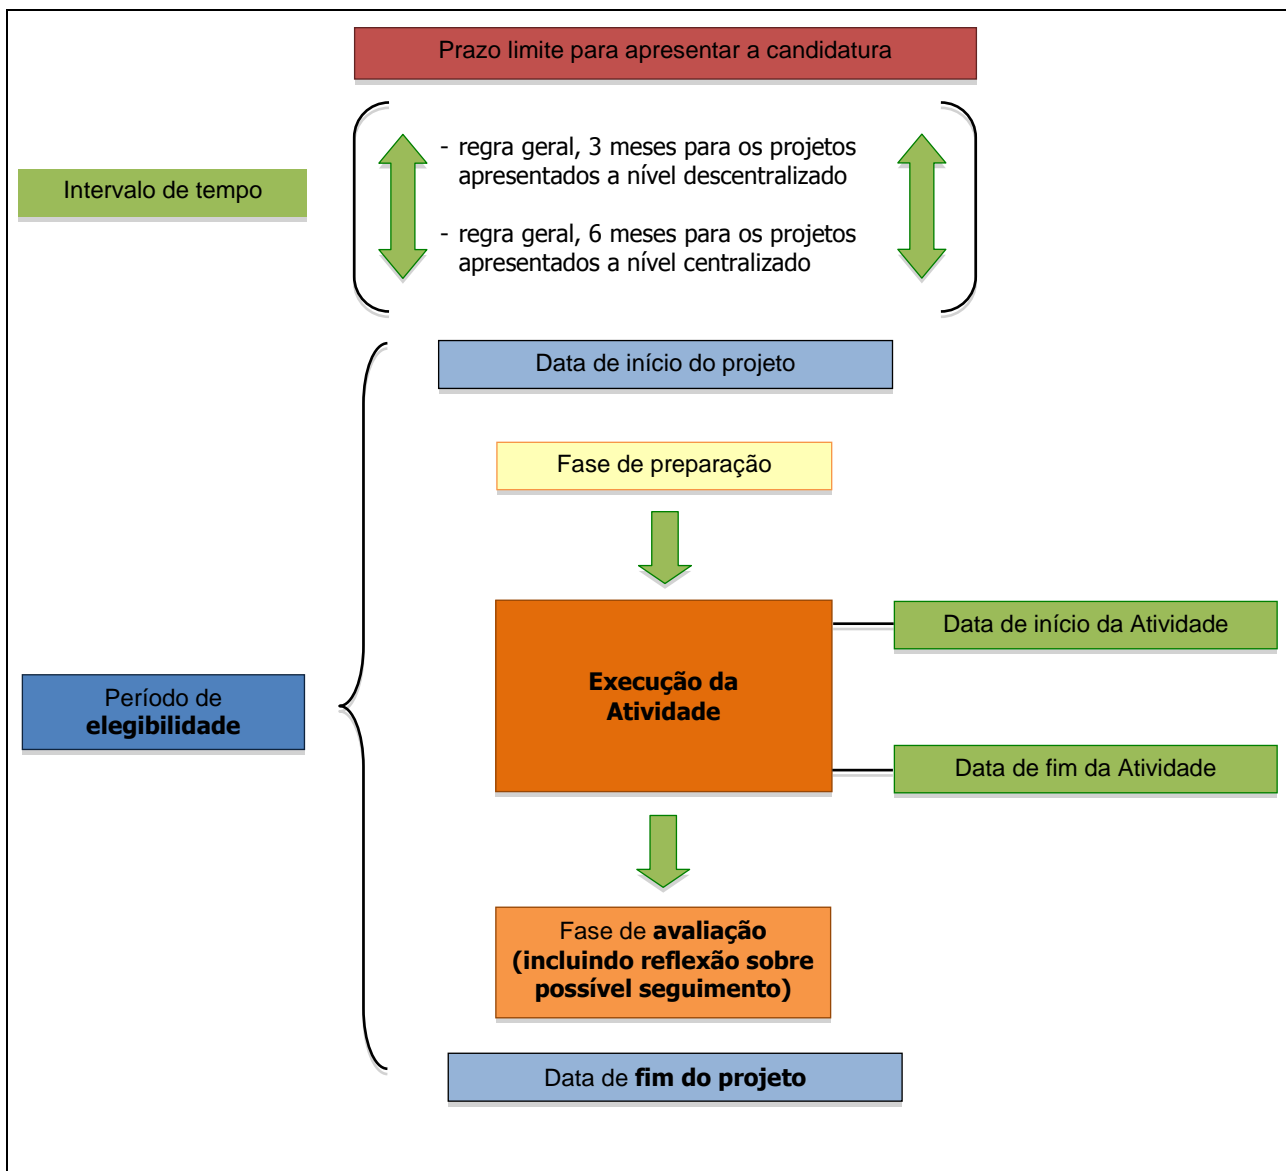 Prazo limite para apresentar a candidatura
Intervalo de tempo
- regra geral, 3 meses para os projetos
apresentados a nível descentralizado
- regra geral, 6 meses para os projetos
apresentados a nível centralizado
Data de início do projeto
Fase de preparação
Período de
elegibilidade
Execução da
Atividade
Data de início da Atividade
Data de fim da Atividade
Fase de avaliação
(incluindo reflexão sobre
possível seguimento)
Data de fim do projeto